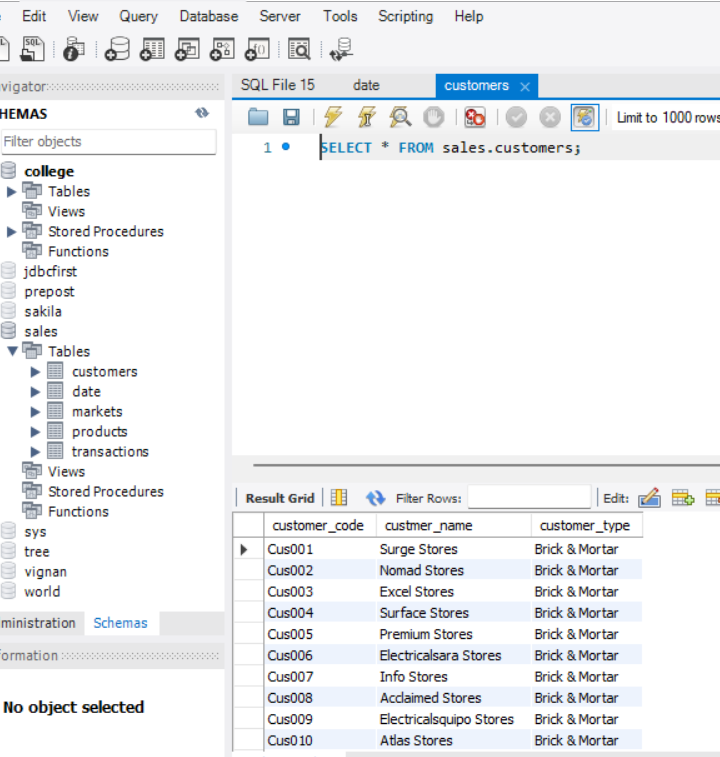 Edit View Query Database Server Tools Scripting Help
SQL
vigator
HEMAS
Filter objects
college
Tables
Views
Stored Procedures
Functions
jdbcfirst
prepost
sakila
sales
Tables
customers
date
markets
products
transactions
Views
Stored Procedures
Functions
sys
tree
vignan
world
ministration Schemas
formation
No object selected
SQL File 15 date customers
Limit to 1000 rows
1 SELECT * FROM sales.customers;
Result Grid Filter Rows: Edit:
customer_code custmer_name customer_type
Cus001 Surge Stores Brick & Mortar
Cus002 Nomad Stores Brick & Mortar
Cus003 Excel Stores Brick & Mortar
Cus004 Surface Stores Brick & Mortar
Cus005 Premium Stores Brick & Mortar
Cus006 Electricalsara Stores Brick & Mortar
Cus007 Info Stores Brick & Mortar
Cus008 Acclaimed Stores Brick & Mortar
Cus009 Electricalsquipo Stores Brick & Mortar
Cus010 Atlas Stores Brick & Mortar